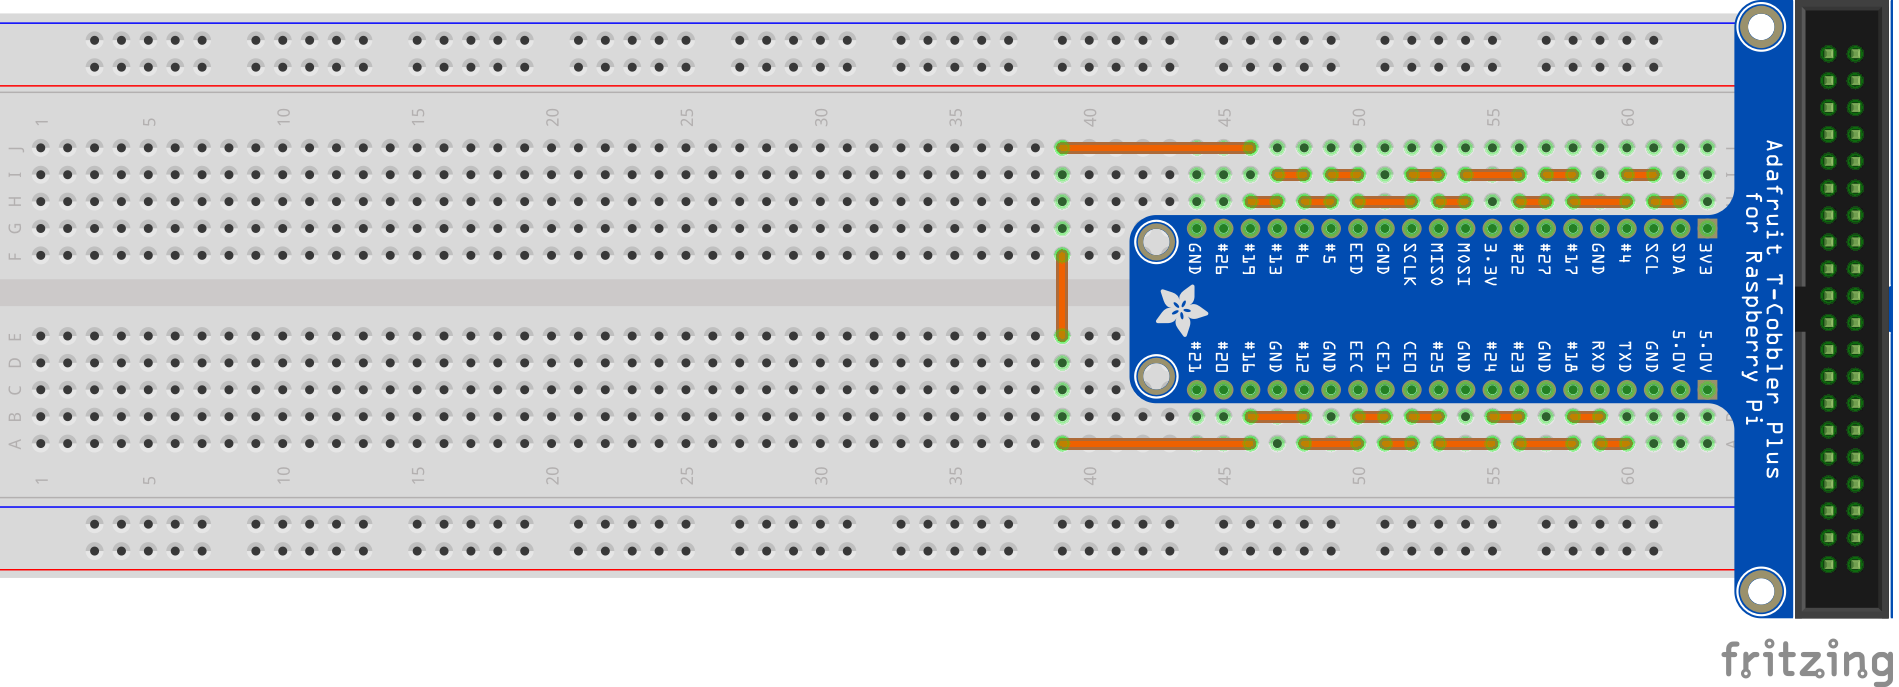 1 5 10 15 20 25 30 35 40 45 50 55 60
J
I
H
G
F
GND #26 #19 #13 #6 #5 EED GND SCLK MISO MOSI 3.3V #22 #27 #17 GND #4 SCL SDA 3V3
#21 #20 #16 GND #12 GND EEC CE1 CE0 #25 GND #24 #23 GND #18 RXD TXD GND 5.0V 5.0V
Adafruit T-Cobbler Plus
for Raspberry Pi
E
D
C
B
A
1 5 10 15 20 25 30 35 40 45 50 55 60
fritzing